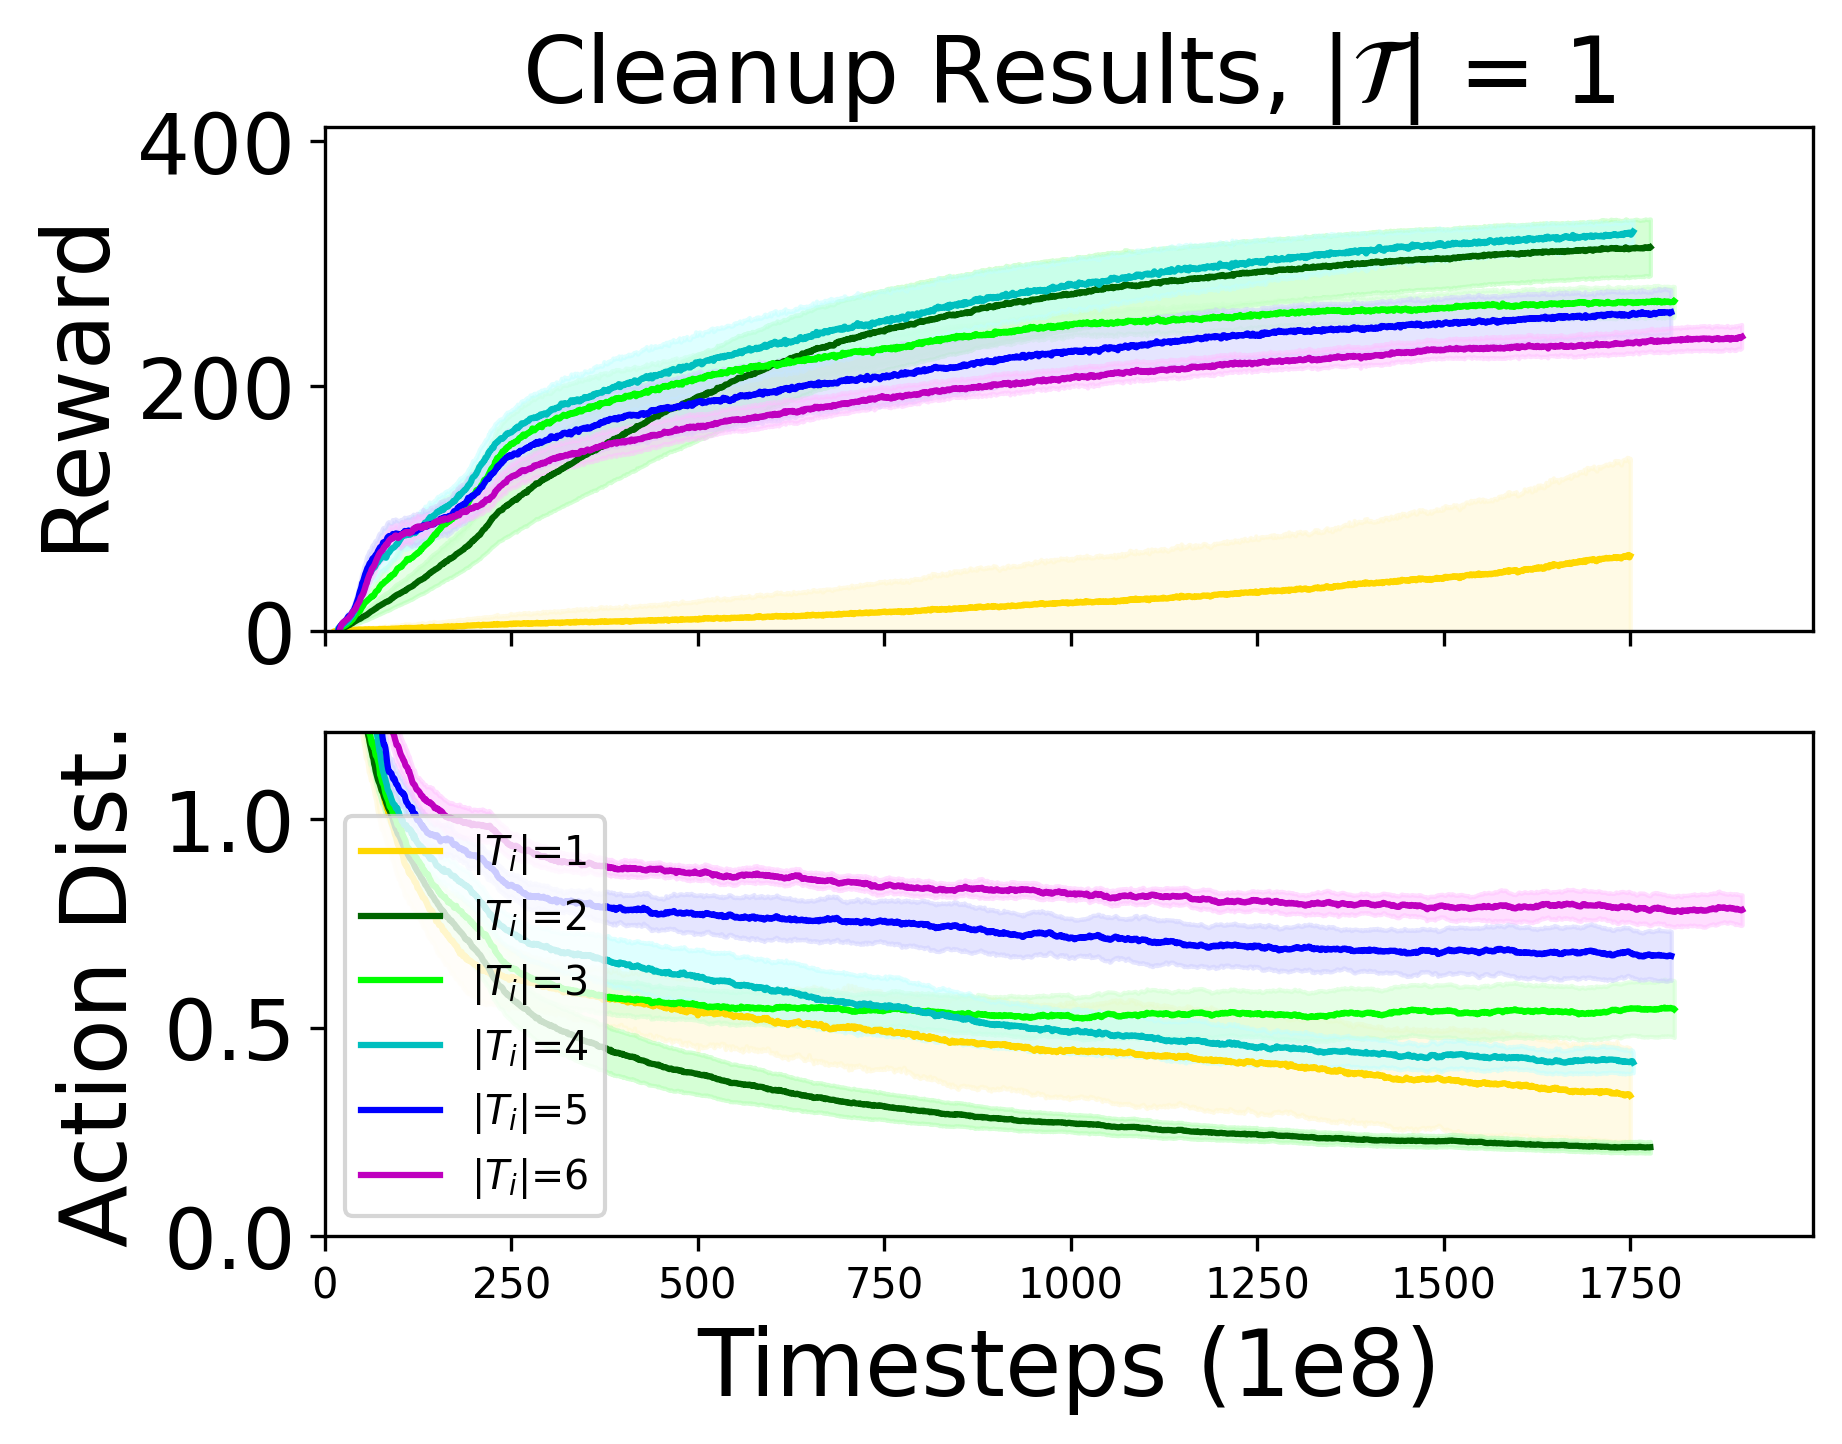 Cleanup Results, |𝒯| = 1
Reward
400
200
0
Action Dist.
1.0
0.5
0.0
|T_i|=1
|T_i|=2
|T_i|=3
|T_i|=4
|T_i|=5
|T_i|=6
0 250 500 750 1000 1250 1500 1750
Timesteps (1e8)